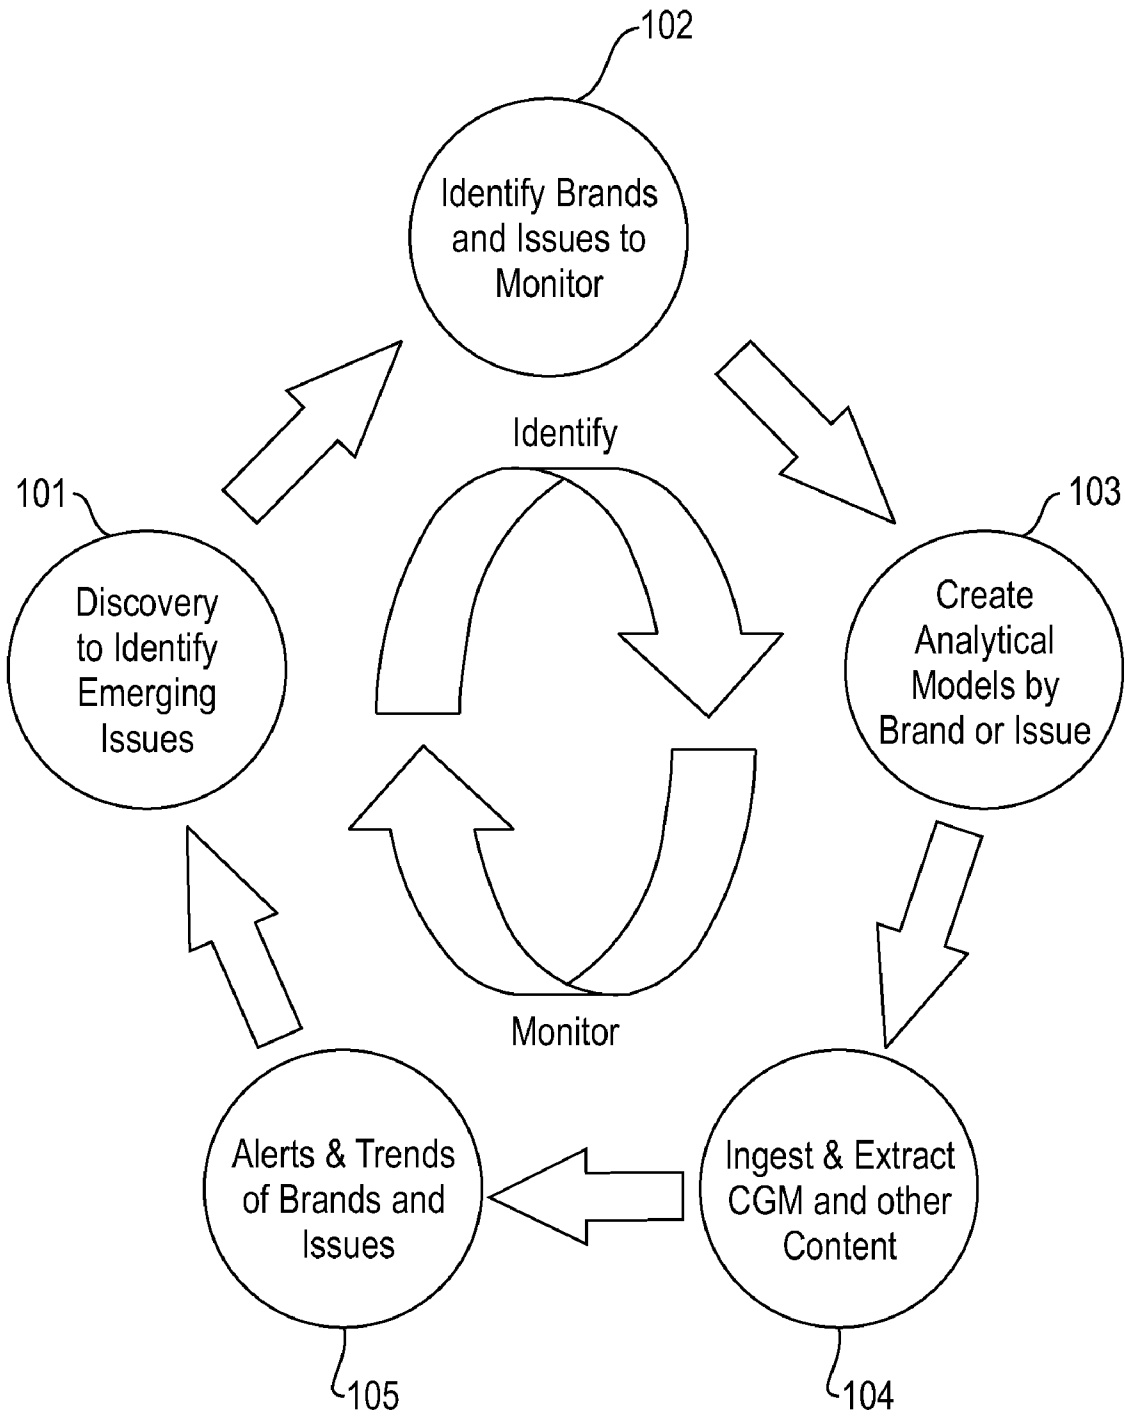 102
Identify Brands
and Issues to
Monitor
Identify
101
103
Discovery
to Identify
Emerging
Issues
Create
Analytical
Models by
Brand or Issue
Monitor
Alerts & Trends
of Brands and
Issues
Ingest & Extract
CGM and other
Content
105
104